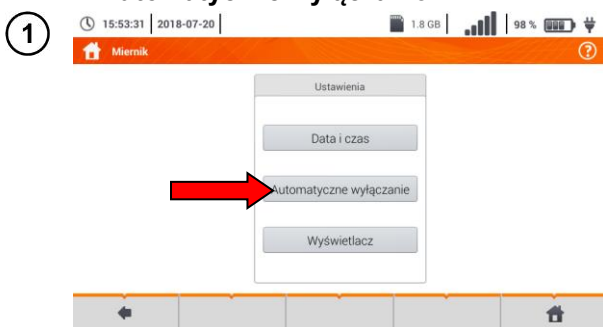 1
15:53:31 2018-07-20 1.8 GB 98 %
Miernik ?
Ustawienia
Data i czas
Automatyczne wyłączanie
Wyświetlacz